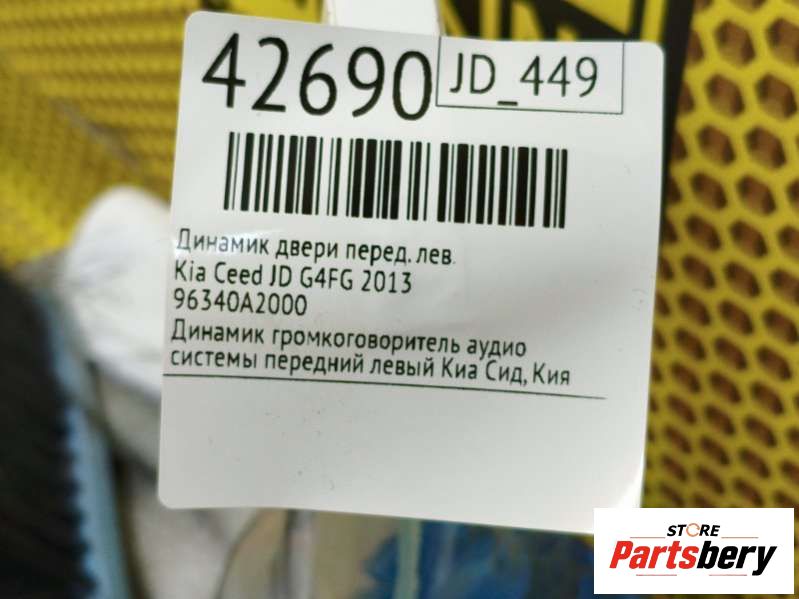 42690
JD_449
Динамик двери перед. лев.
Kia Ceed JD G4FG 2013
96340A2000
Динамик громкоговоритель аудио
системы передний левый Киа Сид, Кия
STORE
Partsbery